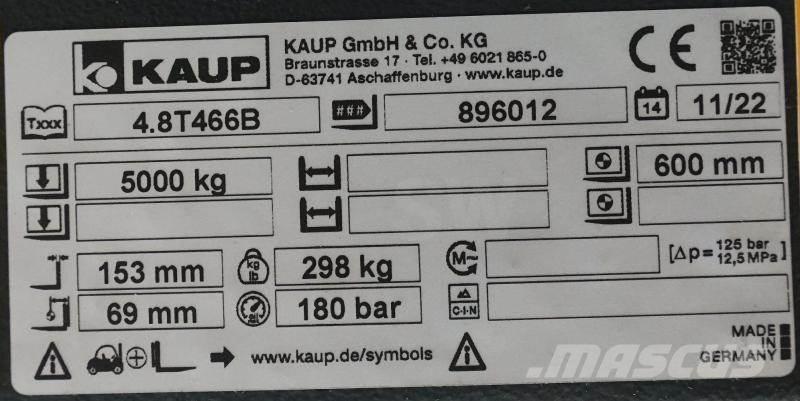 KAUP
KAUP GmbH & Co. KG
Braunstrasse 17 · Tel. +49 6021 865-0
D-63741 Aschaffenburg · www.kaup.de
CE
Txxx 4.8T466B ### 896012 14 11/22
5000 kg 600 mm
153 mm kg lb 298 kg M~ [Δp= 125 bar 12,5 MPa]
69 mm oil 180 bar C-I-N
www.kaup.de/symbols
MADE
IN
GERMANY
MASCUS